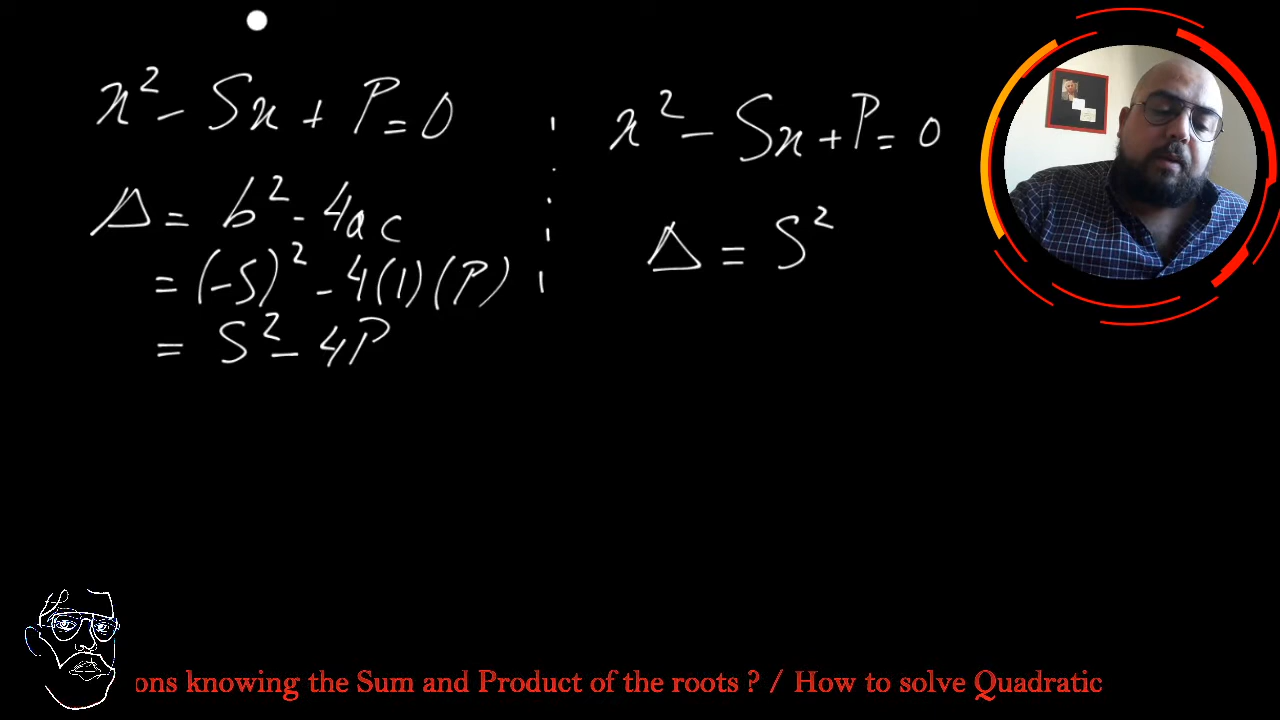 x² - Sx + P = 0
Δ = b² - 4ac
= (-S)² - 4(1)(P)
= S² - 4P
x² - Sx + P = 0
Δ = S²
ons knowing the Sum and Product of the roots ? / How to solve Quadratic